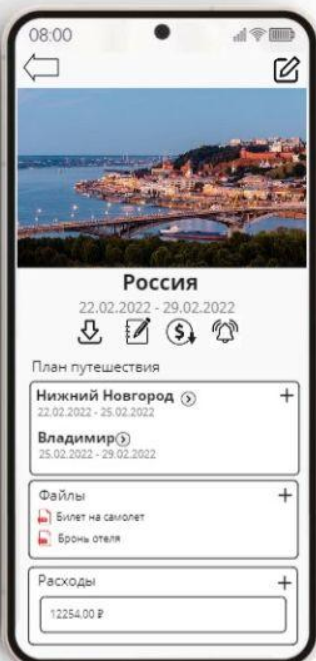 08:00
Россия
22.02.2022 - 29.02.2022
План путешествия
Нижний Новгород
22.02.2022 - 25.02.2022
Владимир
25.02.2022 - 29.02.2022
Файлы
Билет на самолет
Бронь отеля
Расходы
12254.00 ₽